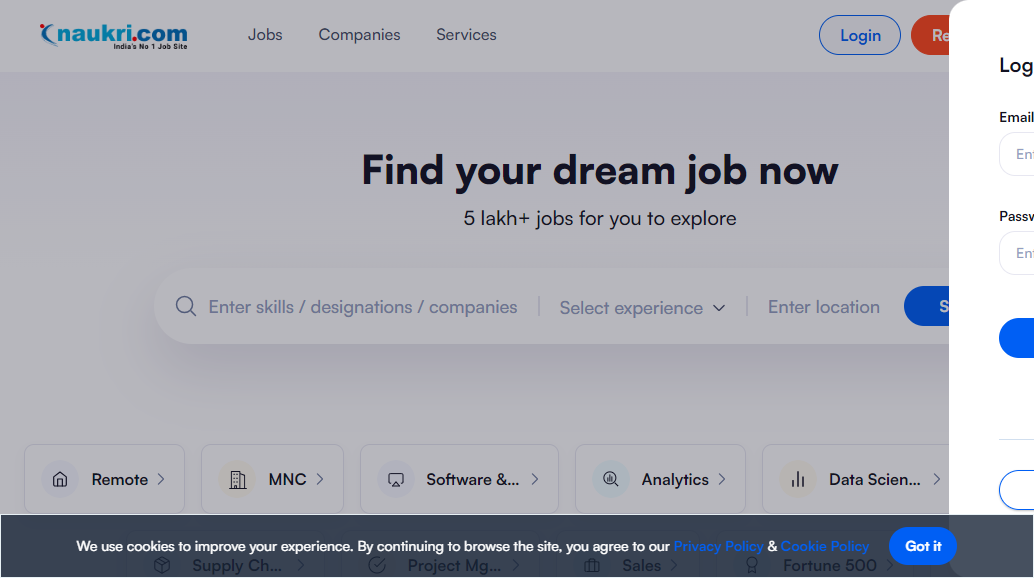 naukri.com
India's No 1 Job Site
Jobs
Companies
Services
Login
Re
Log
Email
Ent
Passw
Ent
Find your dream job now
5 lakh+ jobs for you to explore
Enter skills / designations / companies
Select experience
Enter location
S
Remote
MNC
Software &...
Analytics
Data Scien...
We use cookies to improve your experience. By continuing to browse the site, you agree to our Privacy Policy & Cookie Policy
Got it
Supply Ch...
Project Mg...
Sales
Fortune 500